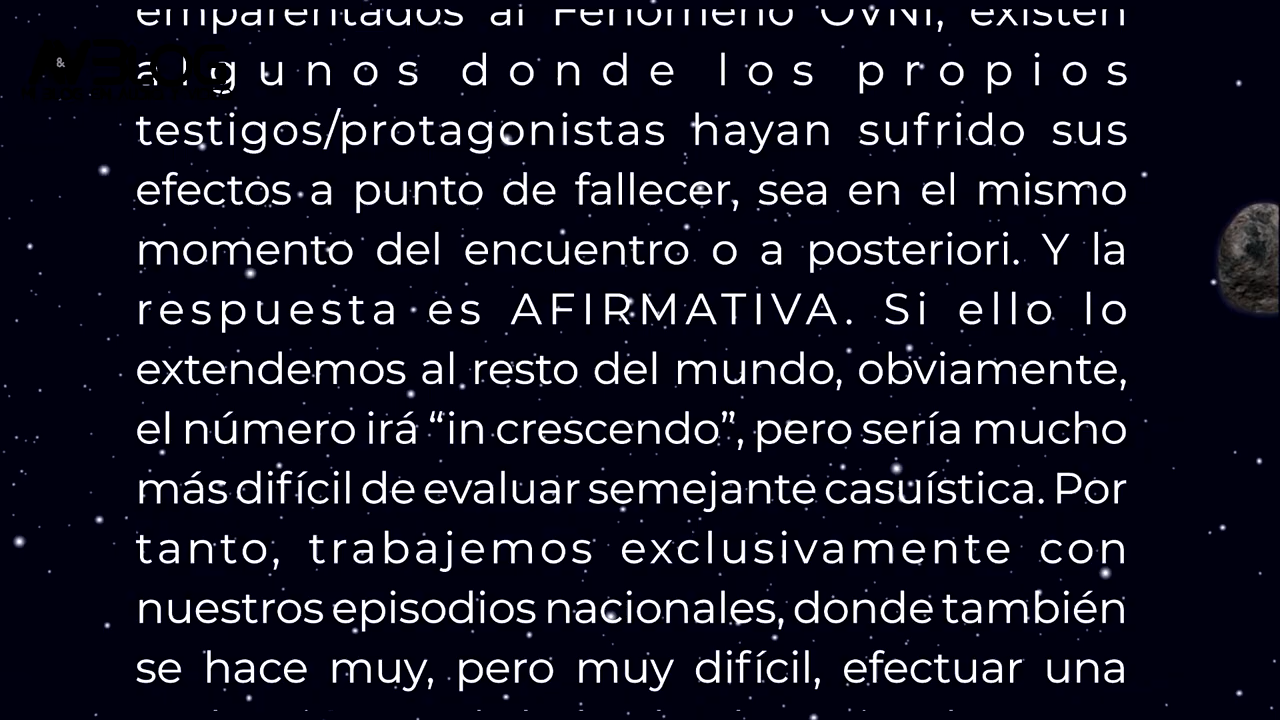 emparentados al Fenómeno OVNI, existen
&
algunos donde los propios
testigos/protagonistas hayan sufrido sus
efectos a punto de fallecer, sea en el mismo
momento del encuentro o a posteriori. Y la
respuesta es AFIRMATIVA. Si ello lo
extendemos al resto del mundo, obviamente,
el número irá “in crescendo”, pero sería mucho
más difícil de evaluar semejante casuística. Por
tanto, trabajemos exclusivamente con
nuestros episodios nacionales, donde también
se hace muy, pero muy difícil, efectuar una